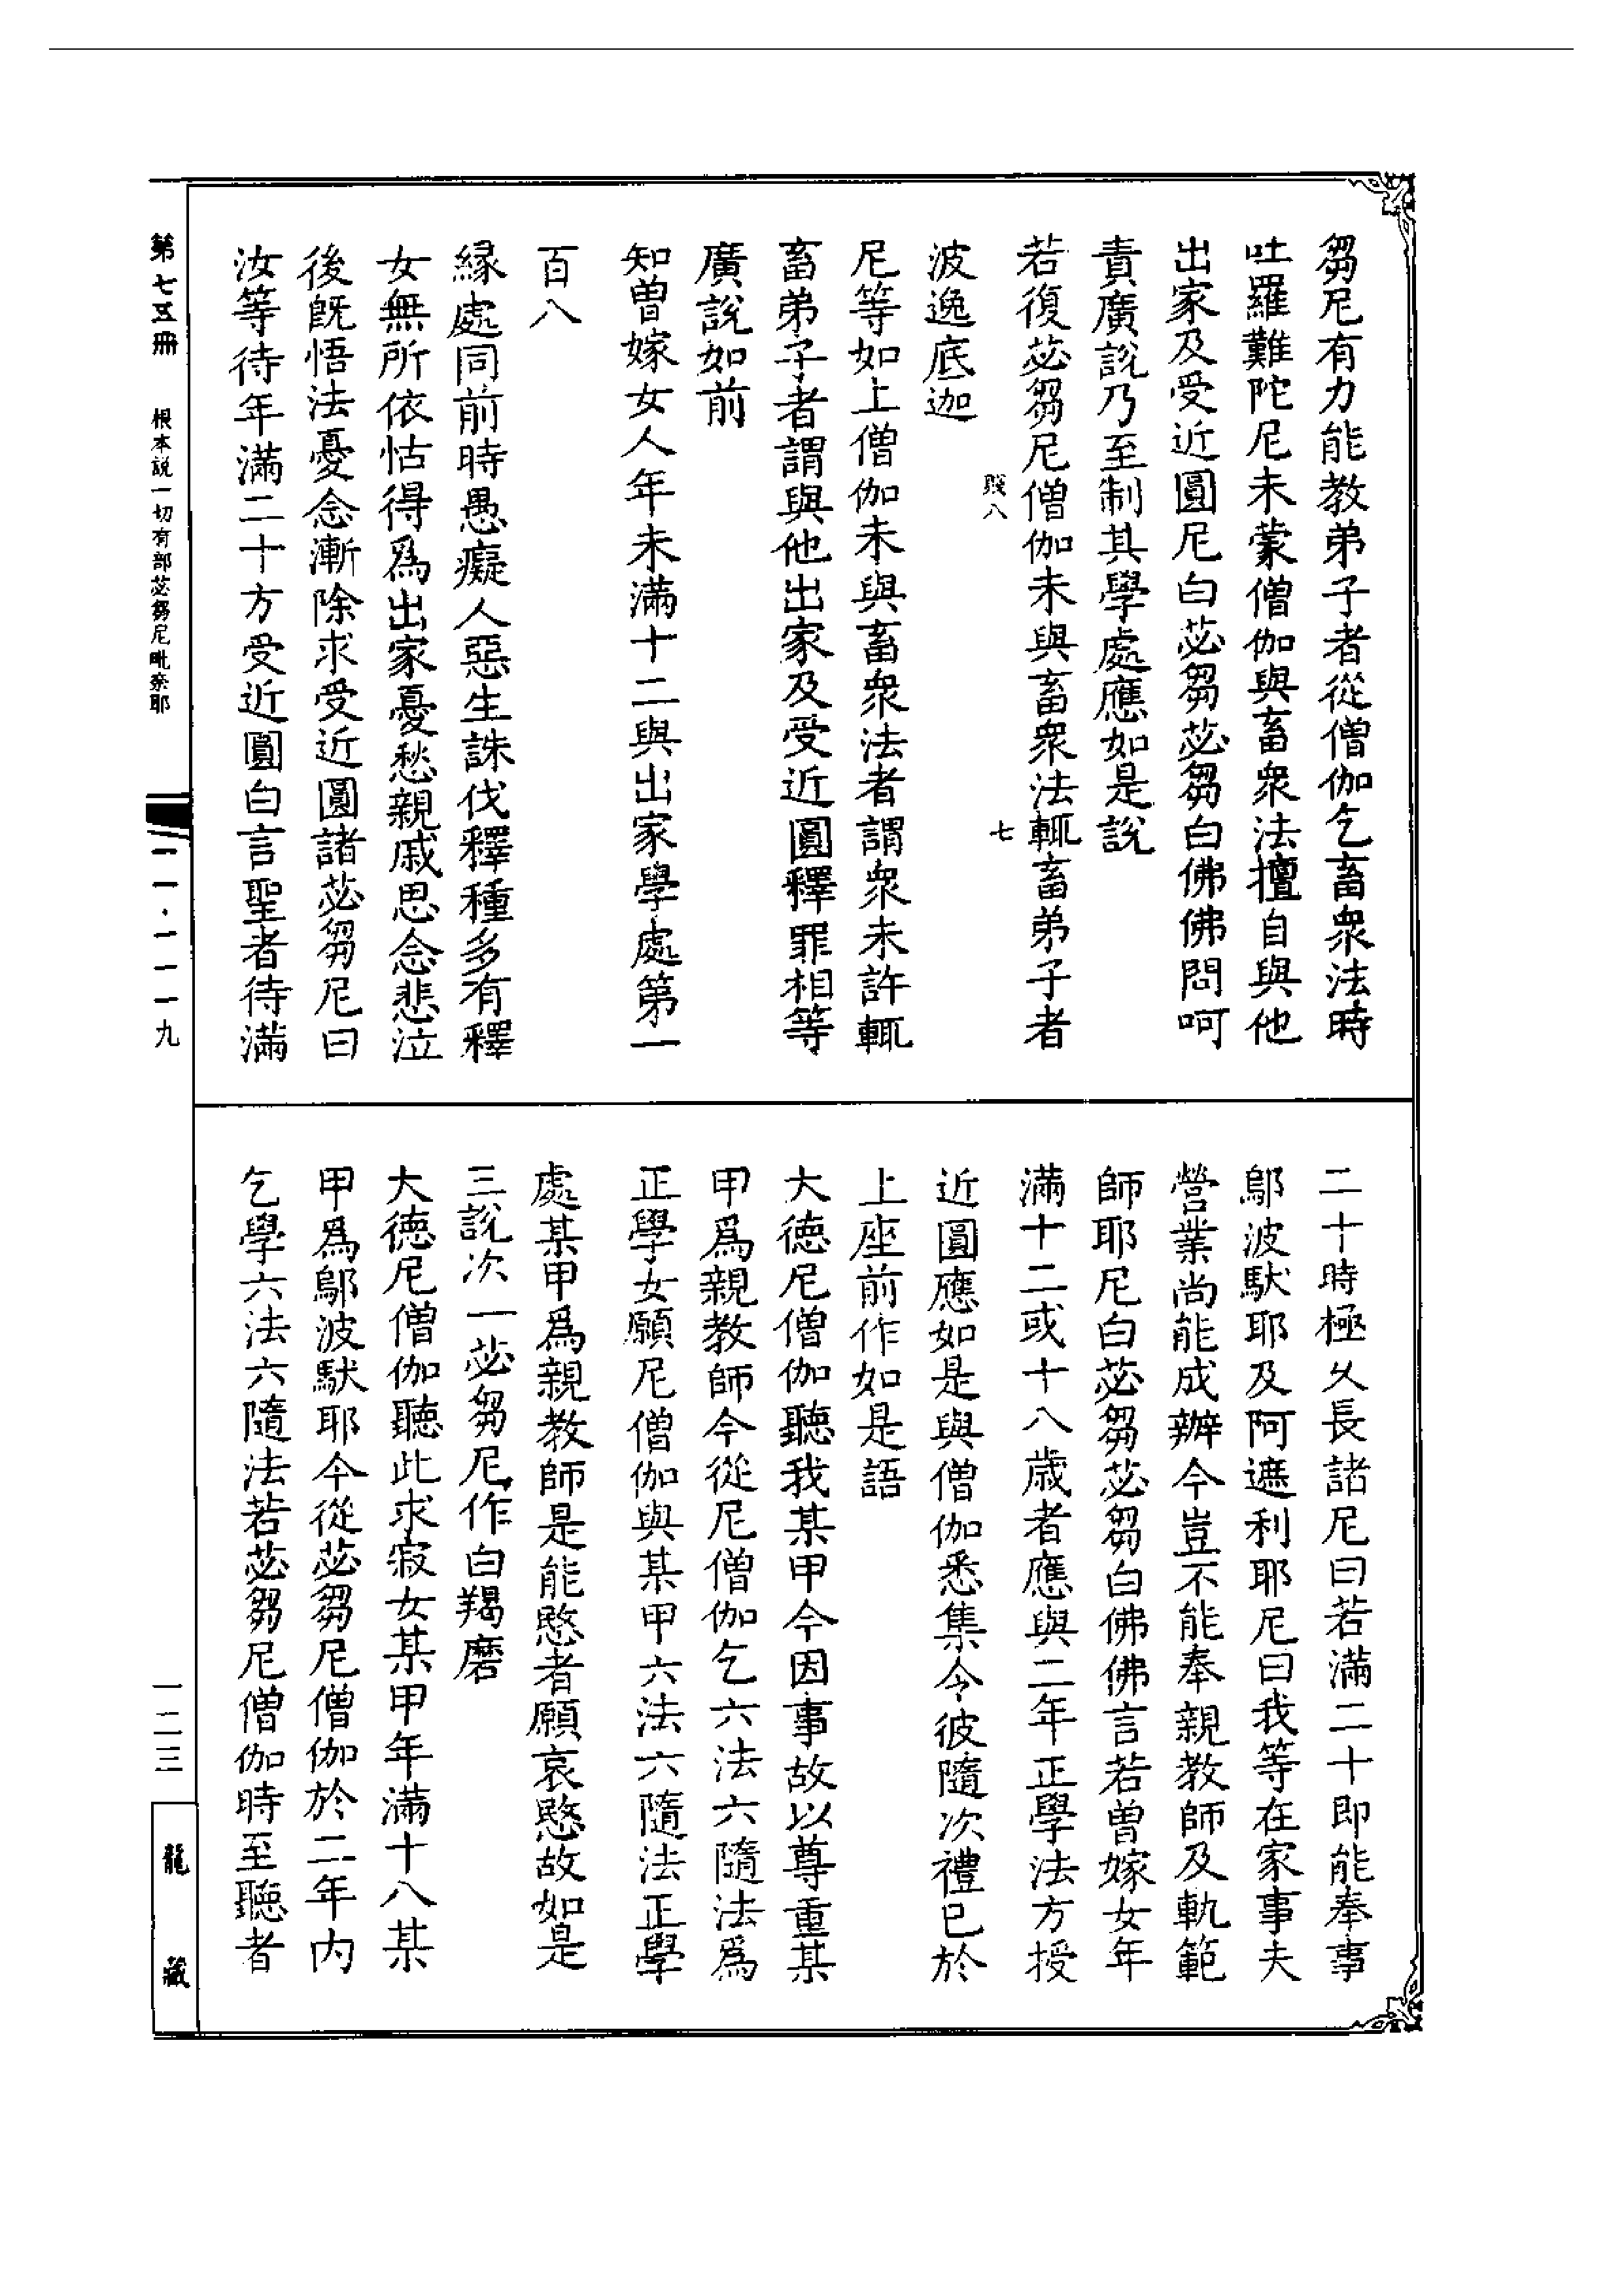 芻尼有力能教弟子者從僧伽乞畜衆法時
吐羅難陀尼未蒙僧伽與畜衆法擅自與他
出家及受近圓尼白苾芻苾芻白佛佛問呵
責廣說乃至制其學處應如是說
若復苾芻尼僧伽未與畜衆法輒畜弟子者
賤八
七
波逸底迦
尼等如上僧伽未與畜衆法者謂衆未許輒
畜弟子者謂與他出家及受近圓釋罪相等
廣說如前
知曾嫁女人年未滿十二與出家學處第一
百八
緣處同前時愚癡人惡生誅伐釋種多有釋
女無所依怙得爲出家憂愁親戚思念悲泣
後旣悟法憂念漸除求受近圓諸苾芻尼曰
汝等待年滿二十方受近圓白言聖者待滿
二十時極久長諸尼曰若滿二十即能奉事
鄔波馱耶及阿遮利耶尼曰我等在家事夫
營業尚能成辦今豈不能奉親教師及軌範
師耶尼白苾芻苾芻白佛佛言若曾嫁女年
滿十二或十八歲者應與二年正學法方授
近圓應如是與僧伽悉集令彼隨次禮已於
上座前作如是語
大德尼僧伽聽我某甲今因事故以尊重某
甲爲親教師今從尼僧伽乞六法六隨法爲
正學女願尼僧伽與某甲六法六隨法正學
處某甲爲親教師是能愍者願哀愍故如是
三說次一苾芻尼作白羯磨
大德尼僧伽聽此求寂女某甲年滿十八某
甲爲鄔波馱耶今從苾芻尼僧伽於二年內
乞學六法六隨法若苾芻尼僧伽時至聽者
第七五冊
根本說一切有部苾芻尼毗奈耶
一一·一一一九
一二三
龍藏